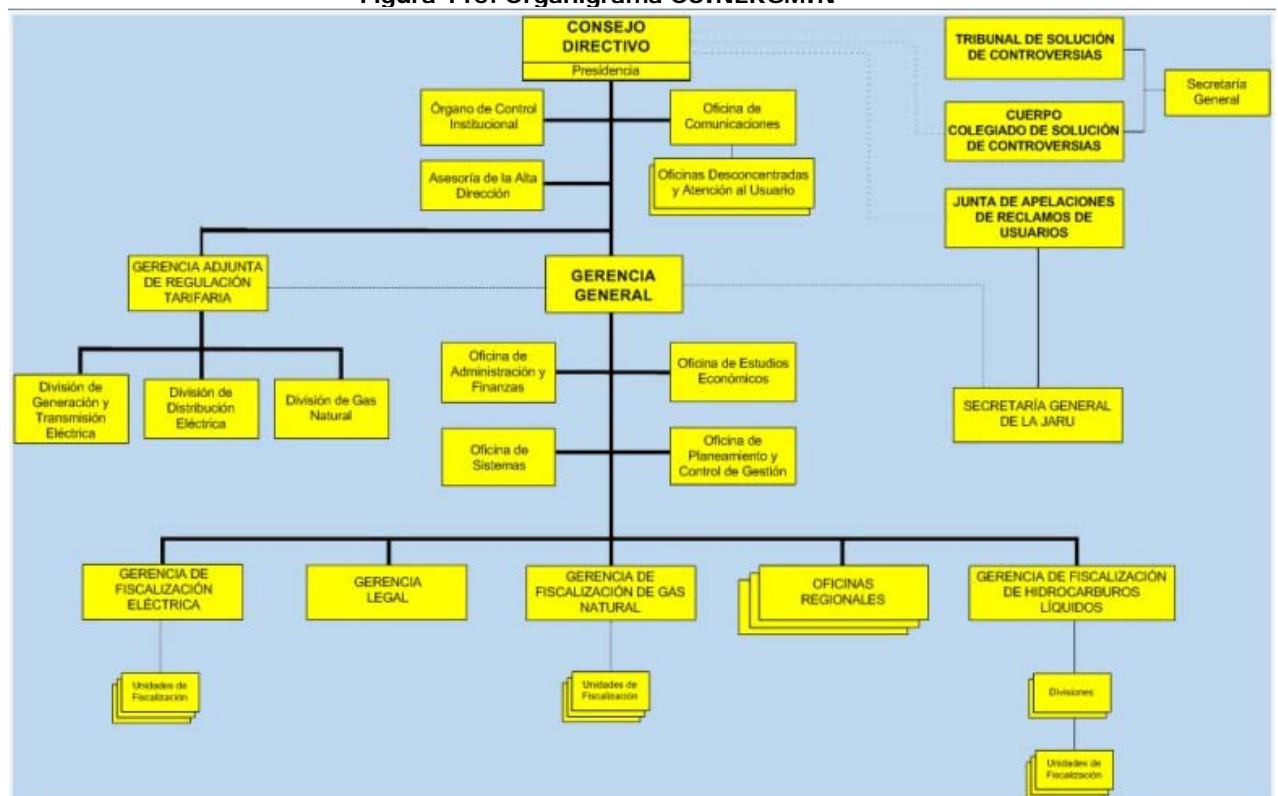 Figura 110. Organigrama OSINERGMIN
CONSEJO
DIRECTIVO
Presidencia
TRIBUNAL DE SOLUCIÓN
DE CONTROVERSIAS
Secretaría
General
Órgano de Control
Institucional
Oficina de
Comunicaciones
CUERPO
COLEGIADO DE SOLUCIÓN
DE CONTROVERSIAS
Asesoría de la Alta
Dirección
Oficinas Desconcentradas
y Atención al Usuario
JUNTA DE APELACIONES
DE RECLAMOS DE
USUARIOS
GERENCIA ADJUNTA
DE REGULACIÓN
TARIFARIA
GERENCIA
GENERAL
Oficina de
Administración y
Finanzas
Oficina de Estudios
Económicos
División de
Generación y
Transmisión
Eléctrica
División de
Distribución
Eléctrica
División de Gas
Natural
SECRETARÍA GENERAL
DE LA JARU
Oficina de
Sistemas
Oficina de
Planeamiento y
Control de Gestión
GERENCIA DE
FISCALIZACIÓN
ELÉCTRICA
GERENCIA
LEGAL
GERENCIA DE
FISCALIZACIÓN DE GAS
NATURAL
OFICINAS
REGIONALES
GERENCIA DE FISCALIZACIÓN
DE HIDROCARBUROS
LÍQUIDOS
Unidades de
Fiscalización
Unidades de
Fiscalización
Divisiones
Unidades de
Fiscalización